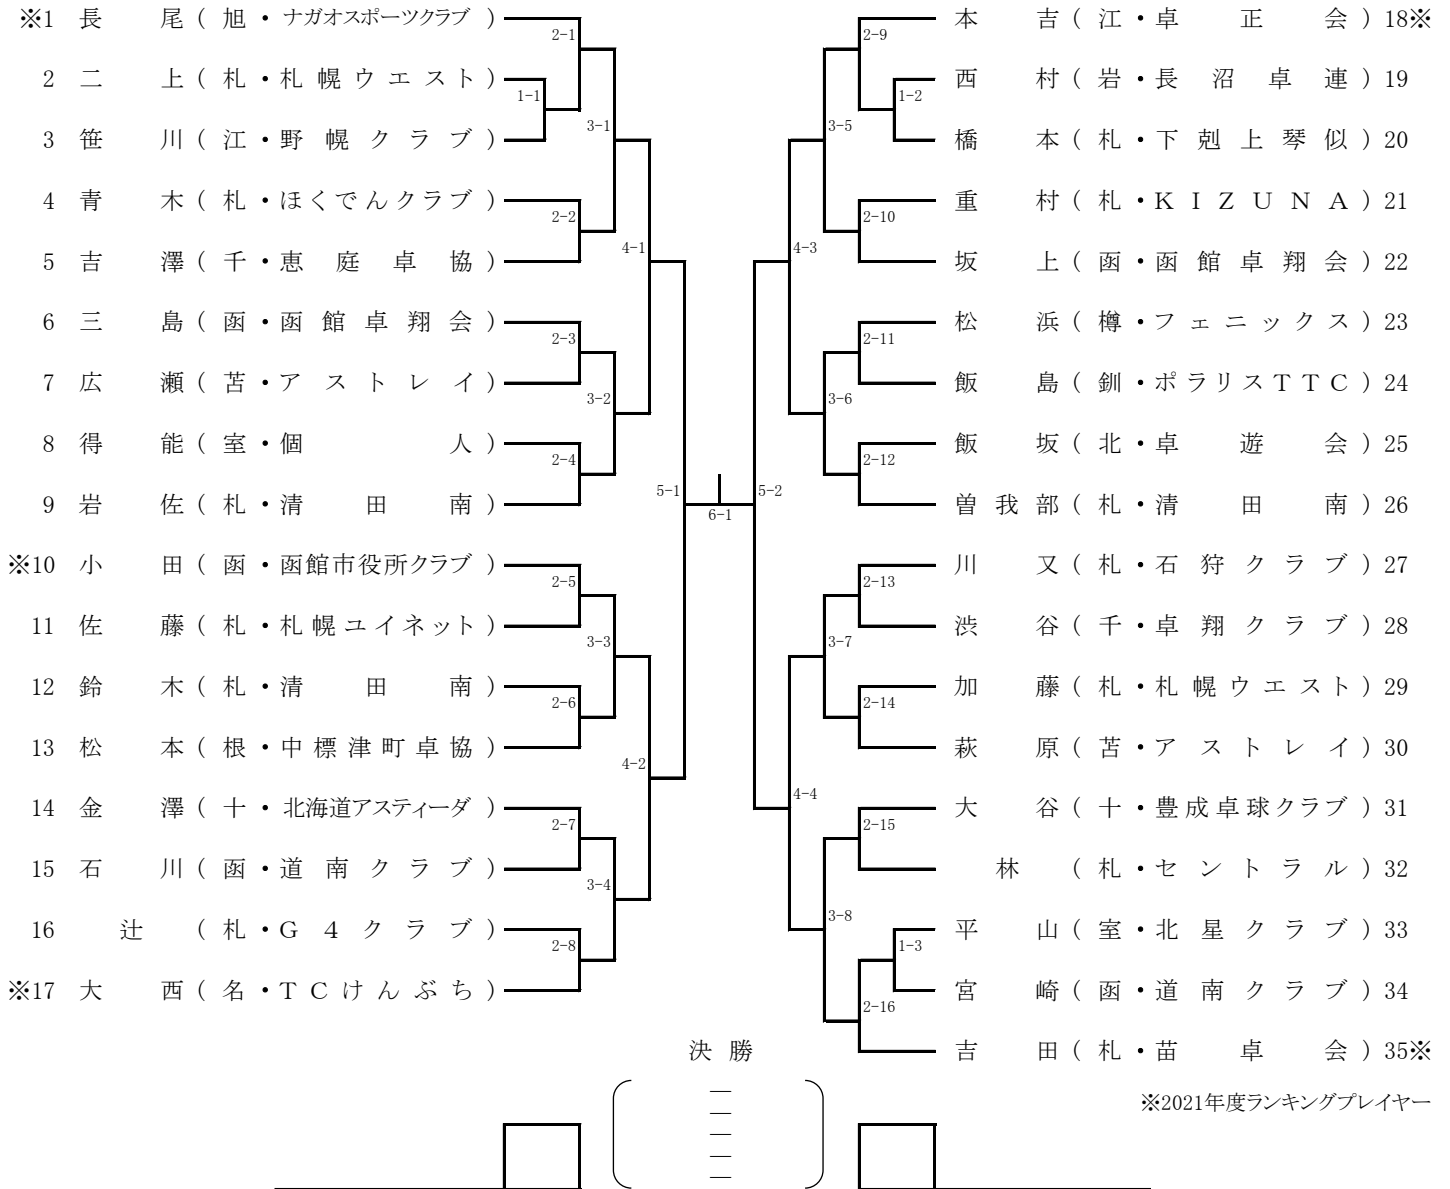 ※1 長尾(旭・ナガオスポーツクラブ)
2 二上(札・札幌ウエスト)
3 笹川(江・野幌クラブ)
4 青木(札・ほくでんクラブ)
5 吉澤(千・恵庭卓協)
6 三島(函・函館卓翔会)
7 広瀬(苫・アストレイ)
8 得能(室・個人)
9 岩佐(札・清田南)
※10 小田(函・函館市役所クラブ)
11 佐藤(札・札幌ユイネット)
12 鈴木(札・清田南)
13 松本(根・中標津町卓協)
14 金澤(十・北海道アスティーダ)
15 石川(函・道南クラブ)
16 辻(札・G4クラブ)
※17 大西(名・TCけんぶち)
2-1
1-1
3-1
2-2
4-1
2-3
3-2
2-4
5-1
2-5
3-3
2-6
4-2
2-7
3-4
2-8
6-1
2-9
1-2
3-5
2-10
4-3
2-11
3-6
2-12
5-2
2-13
3-7
2-14
4-4
2-15
3-8
1-3
2-16
本吉(江・卓正会)18※
西村(岩・長沼卓連)19
橋本(札・下剋上琴似)20
重村(札・KIZUNA)21
坂上(函・函館卓翔会)22
松浜(樽・フェニックス)23
飯島(釧・ポラリスTTC)24
飯坂(北・卓遊会)25
曽我部(札・清田南)26
川又(札・石狩クラブ)27
渋谷(千・卓翔クラブ)28
加藤(札・札幌ウエスト)29
萩原(苫・アストレイ)30
大谷(十・豊成卓球クラブ)31
林(札・セントラル)32
平山(室・北星クラブ)33
宮崎(函・道南クラブ)34
吉田(札・苗卓会)35※
決勝
―
―
―
―
―
※2021年度ランキングプレイヤー